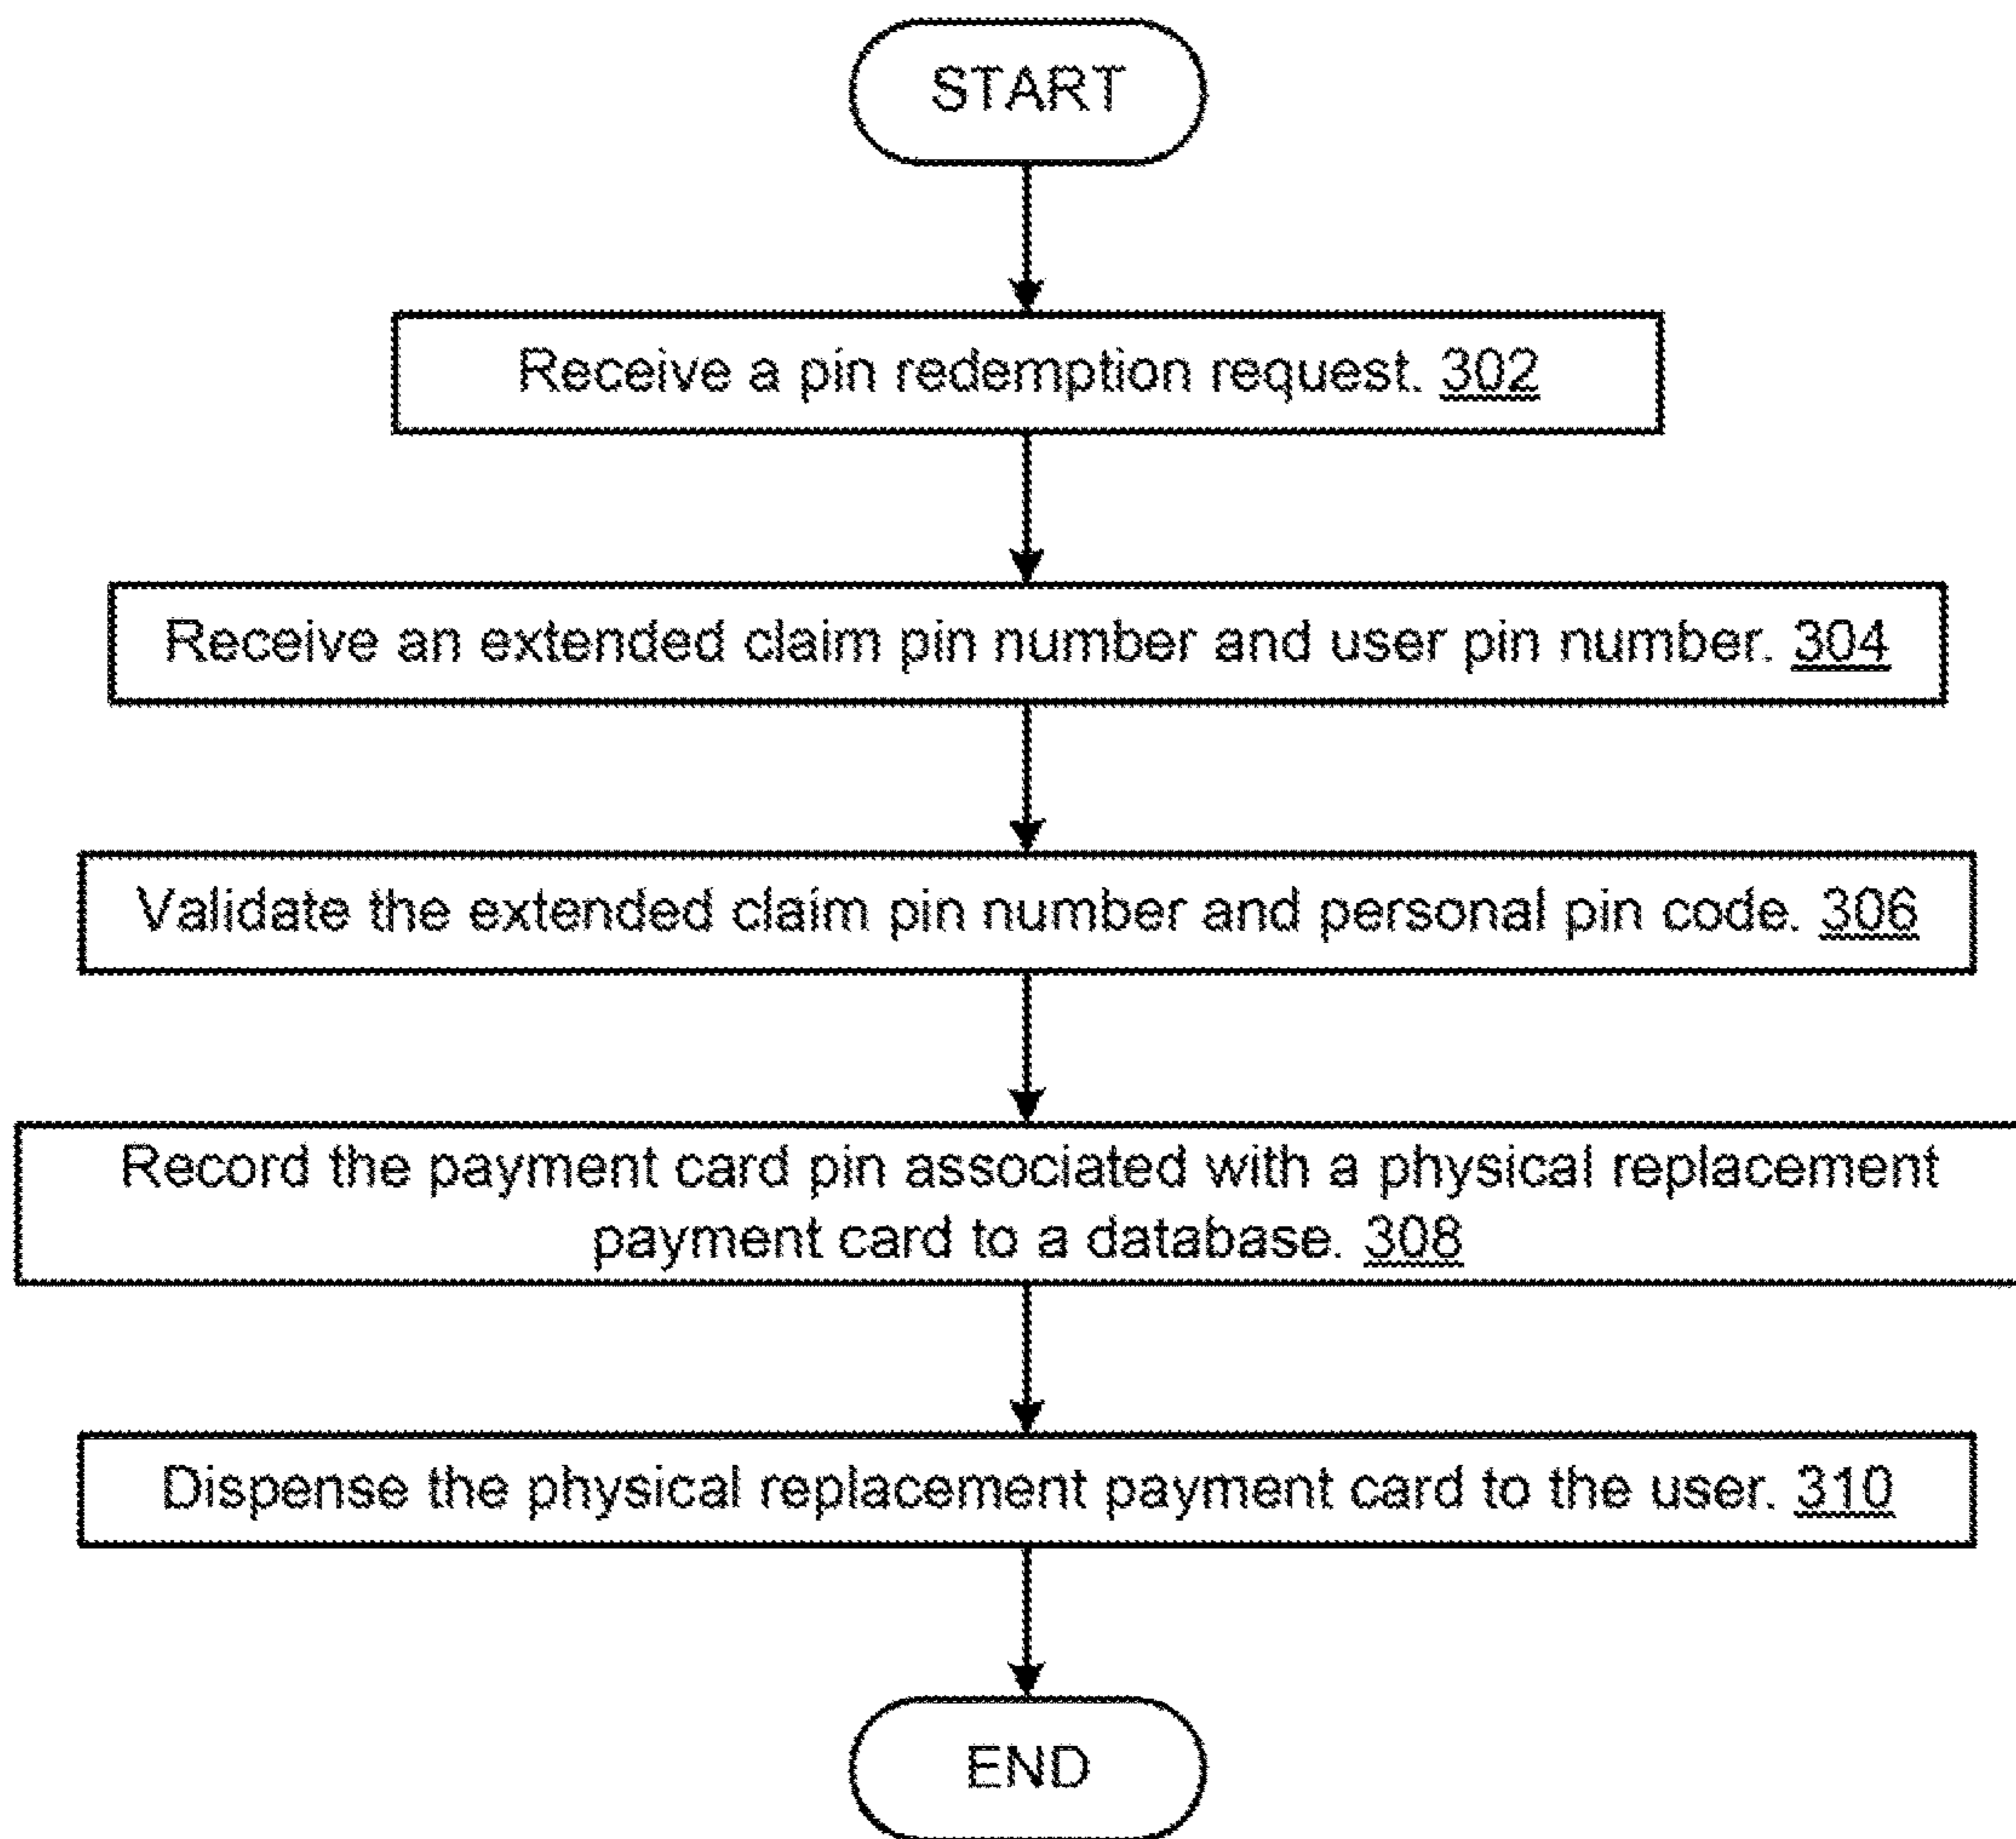 START
Receive a pin redemption request. 302
Receive an extended claim pin number and user pin number. 304
Validate the extended claim pin number and personal pin code. 306
Record the payment card pin associated with a physical replacement
payment card to a database. 308
Dispense the physical replacement payment card to the user. 310
END